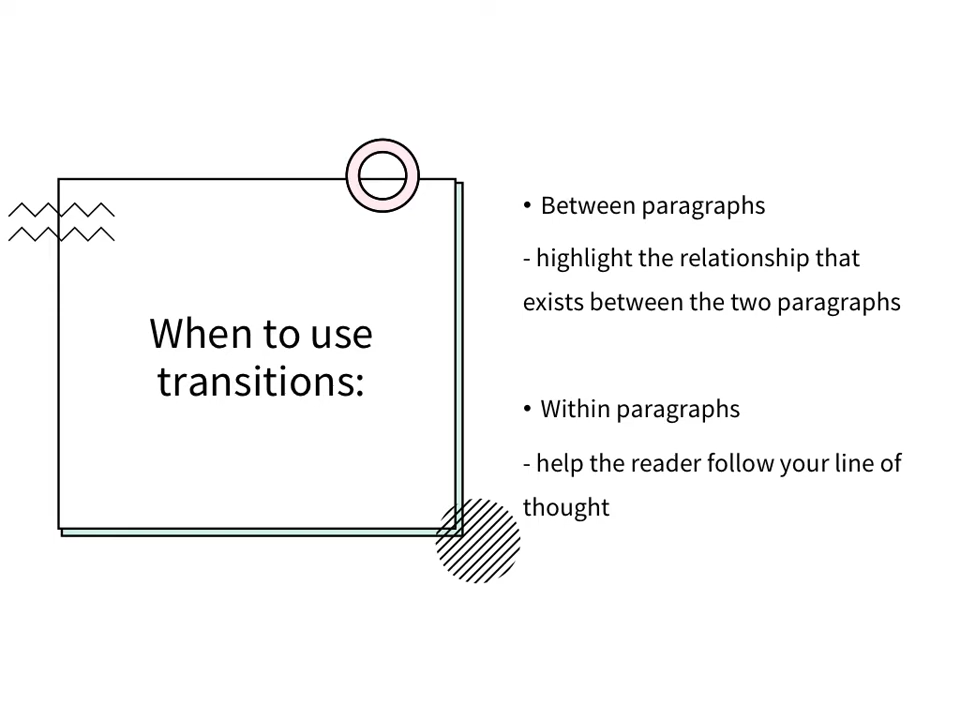 When to use
transitions:
• Between paragraphs
- highlight the relationship that
exists between the two paragraphs
• Within paragraphs
- help the reader follow your line of
thought